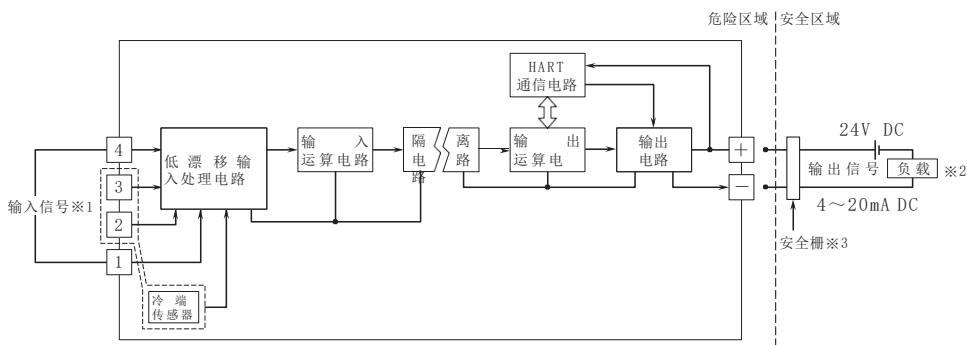 危险区域 安全区域
HART
通信电路
4
3
2
1
输入信号※1
低漂移输
入处理电路
输入
运算电路
隔离
电路
输出
运算电
输出
电路
+
-
24V DC
输出信号
负载 ※2
4～20mA DC
安全栅※3
冷端
传感器